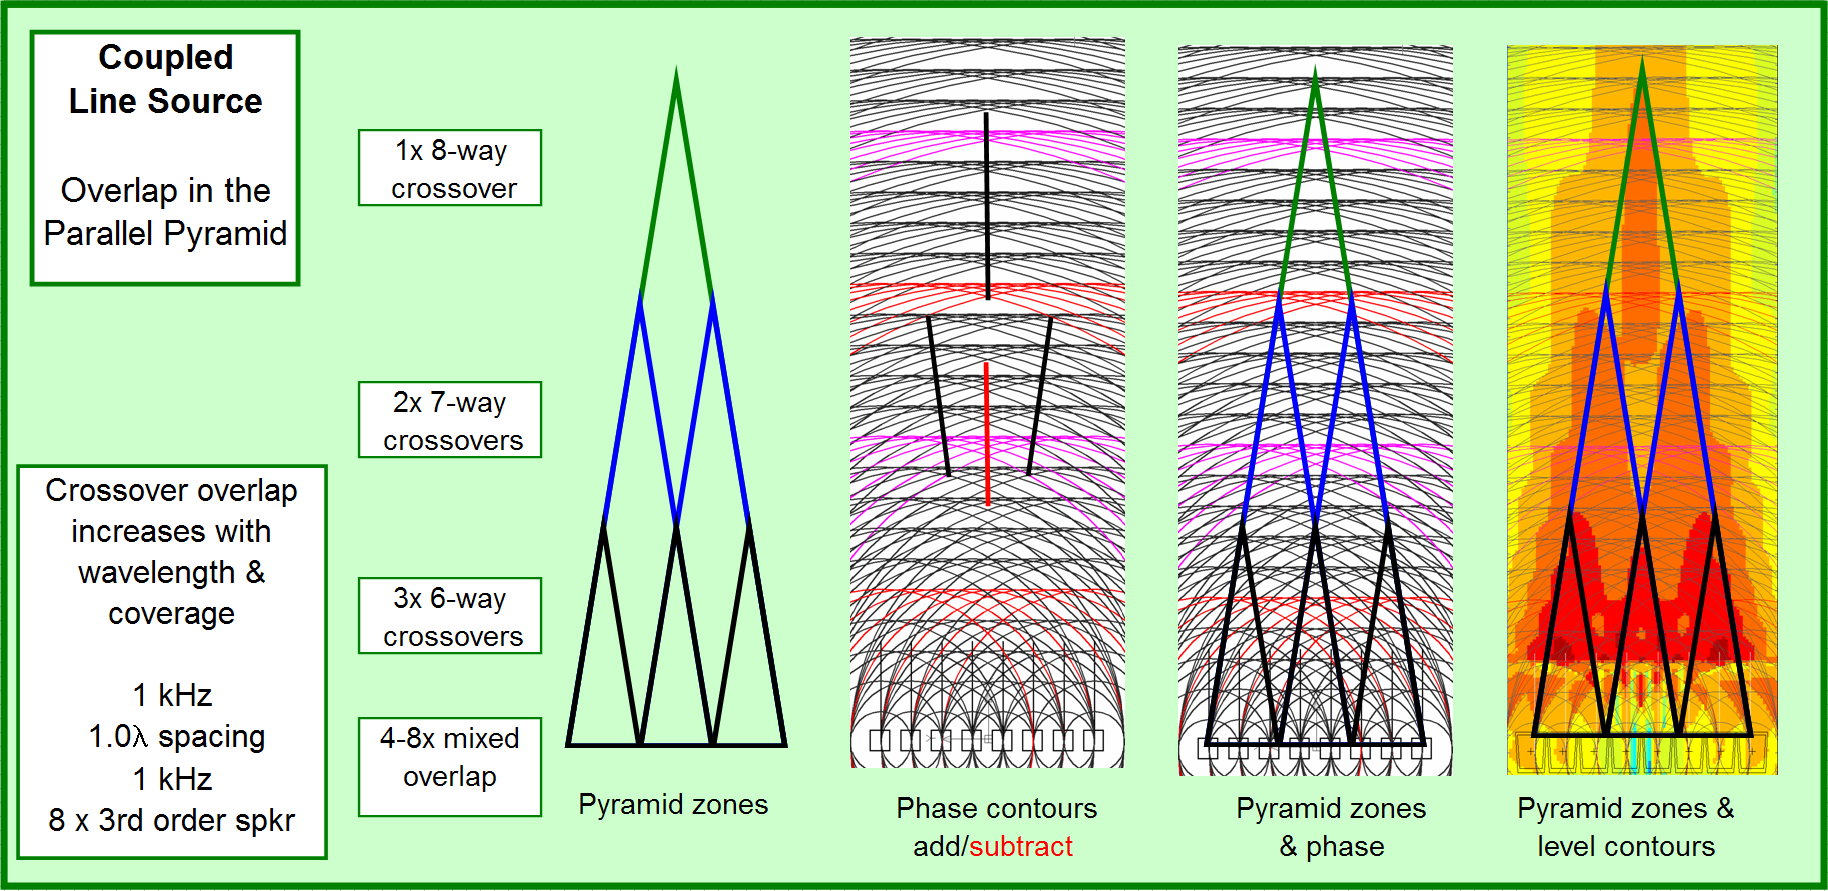 Coupled
Line Source
Overlap in the
Parallel Pyramid
Crossover overlap
increases with
wavelength &
coverage
1 kHz
1.0λ spacing
1 kHz
8 x 3rd order spkr
1x 8-way
crossover
2x 7-way
crossovers
3x 6-way
crossovers
4-8x mixed
overlap
Pyramid zones
Phase contours
add/subtract
Pyramid zones
& phase
Pyramid zones &
level contours